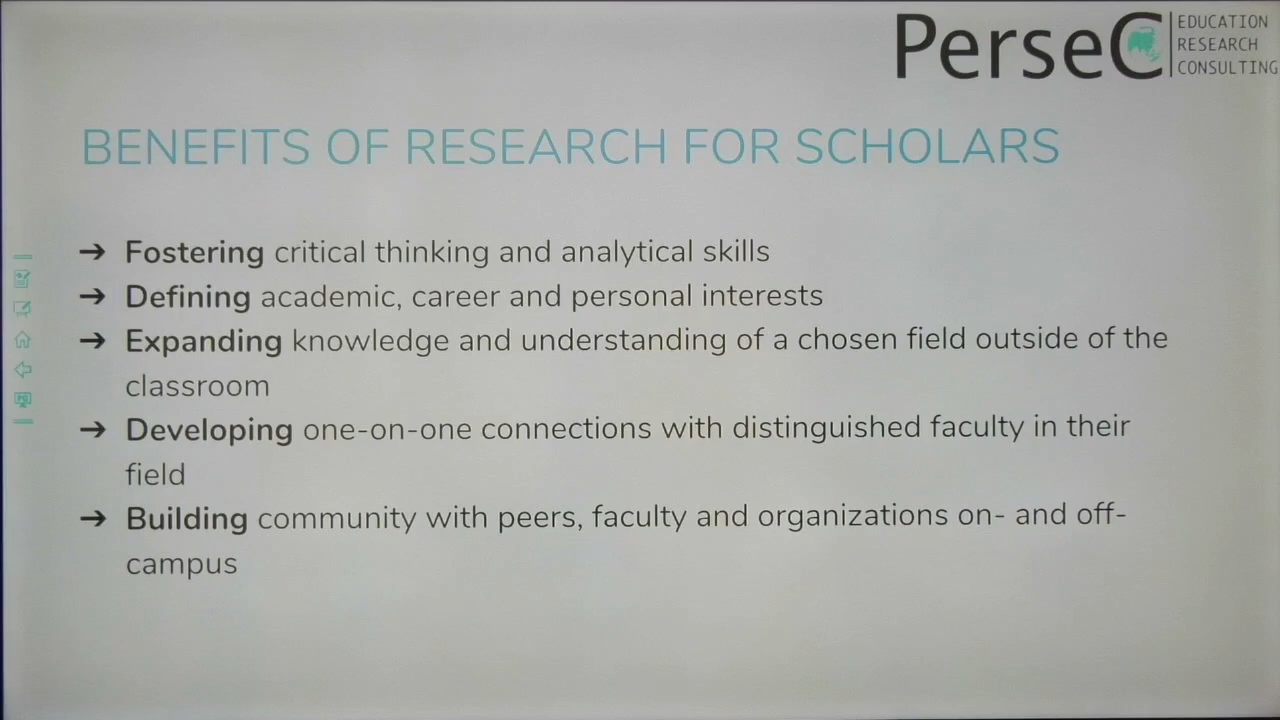 PerseC
EDUCATION
RESEARCH
CONSULTING
BENEFITS OF RESEARCH FOR SCHOLARS
→ Fostering critical thinking and analytical skills
→ Defining academic, career and personal interests
→ Expanding knowledge and understanding of a chosen field outside of the
classroom
→ Developing one-on-one connections with distinguished faculty in their
field
→ Building community with peers, faculty and organizations on- and off-
campus